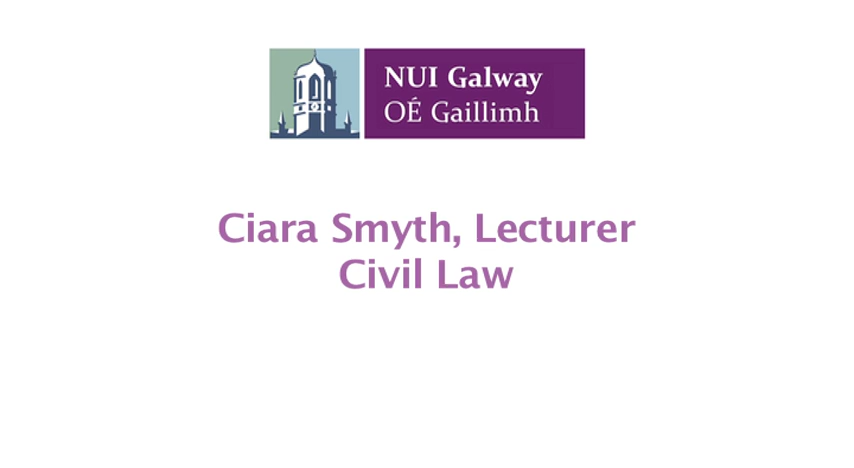 NUI Galway
OÉ Gaillimh
Ciara Smyth, Lecturer
Civil Law